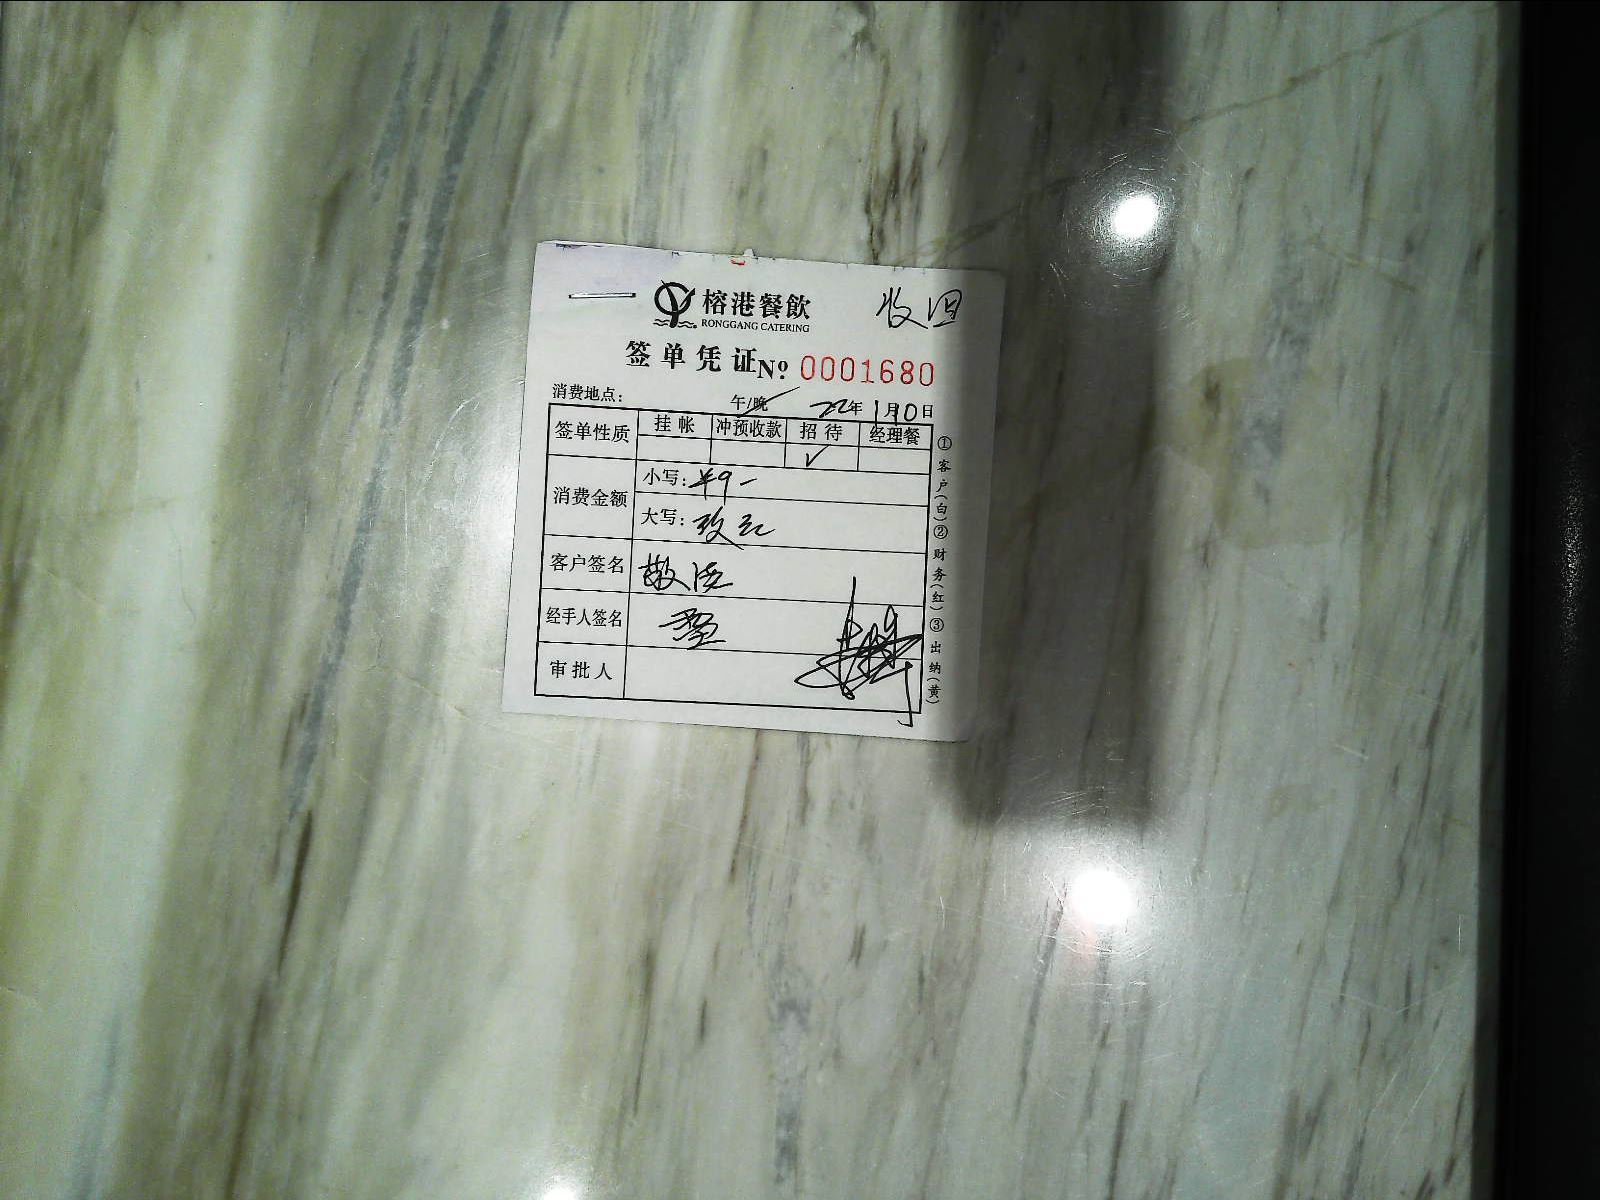 榕港餐飲 收回
RONGGANG CATERING
签单凭证 Nº 0001680
消费地点： 午/晚 22年1月10日
签单性质 挂帐 冲预收款 招待 经理餐
✓
消费金额 小写：¥9-
大写：玖元
客户签名
经手人签名
审批人
①客户(白)②财务(红)③出纳(黄)